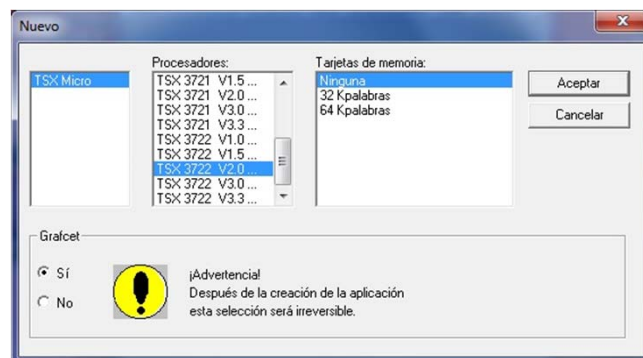 Nuevo
Procesadores:
Tarjetas de memoria:
TSX Micro
TSX 3721 V1.5 ...
TSX 3721 V2.0 ...
TSX 3721 V3.0 ...
TSX 3721 V3.3 ...
TSX 3722 V1.0 ...
TSX 3722 V1.5 ...
TSX 3722 V2.0 ...
TSX 3722 V3.0 ...
TSX 3722 V3.3 ...
Ninguna
32 Kpalabras
64 Kpalabras
Aceptar
Cancelar
Grafcet
Sí
No
¡Advertencia!
Después de la creación de la aplicación
esta selección será irreversible.